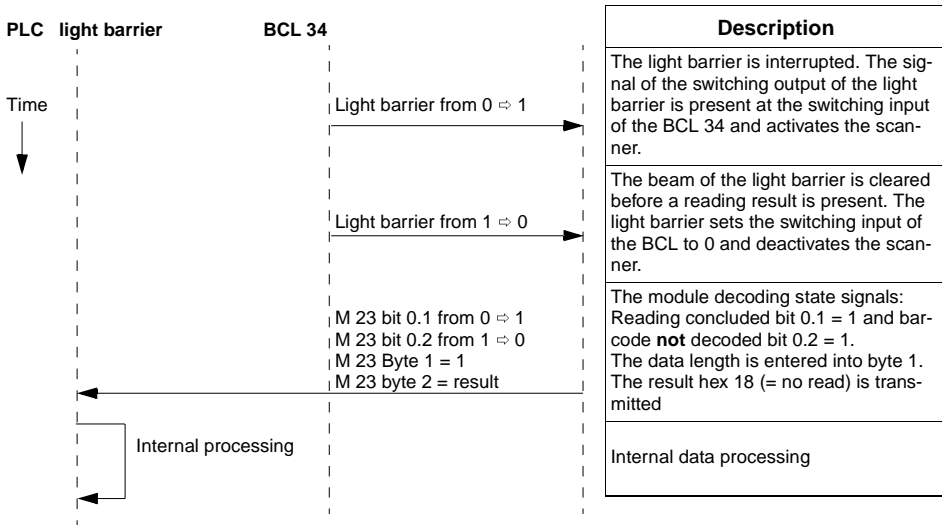 PLC light barrier BCL 34
Description
The light barrier is interrupted. The sig-
nal of the switching output of the light
barrier is present at the switching input
of the BCL 34 and activates the scan-
ner.
Time
Light barrier from 0 ⇨ 1
The beam of the light barrier is cleared
before a reading result is present. The
light barrier sets the switching input of
the BCL to 0 and deactivates the scan-
ner.
Light barrier from 1 ⇨ 0
M 23 bit 0.1 from 0 ⇨ 1
M 23 bit 0.2 from 1 ⇨ 0
M 23 Byte 1 = 1
M 23 byte 2 = result
The module decoding state signals:
Reading concluded bit 0.1 = 1 and bar-
code not decoded bit 0.2 = 1.
The data length is entered into byte 1.
The result hex 18 (= no read) is trans-
mitted
Internal processing
Internal data processing